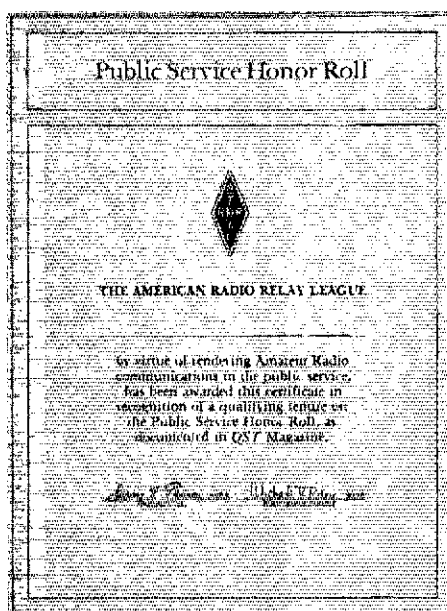 Public Service Honor Roll
THE AMERICAN RADIO RELAY LEAGUE
by virtue of rendering Amateur Radio
communications in the public service,
has been awarded this certificate in
recognition of a qualifying tenure on
the Public Service Honor Roll, as
documented in QST Magazine.